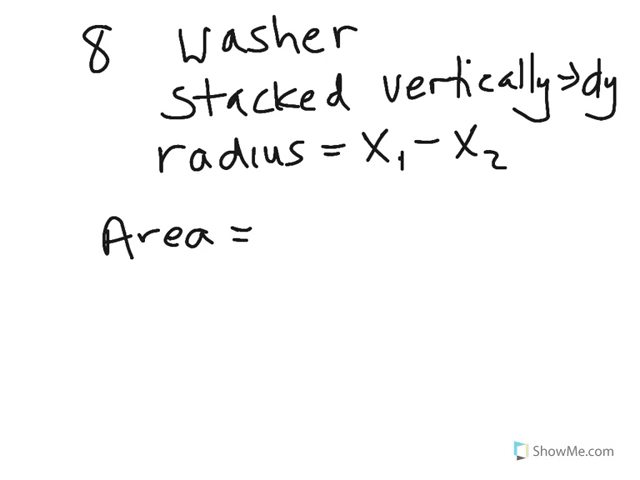 8 Washer
stacked vertically ⇒ dy
radius = x₁ - x₂
Area =
ShowMe.com